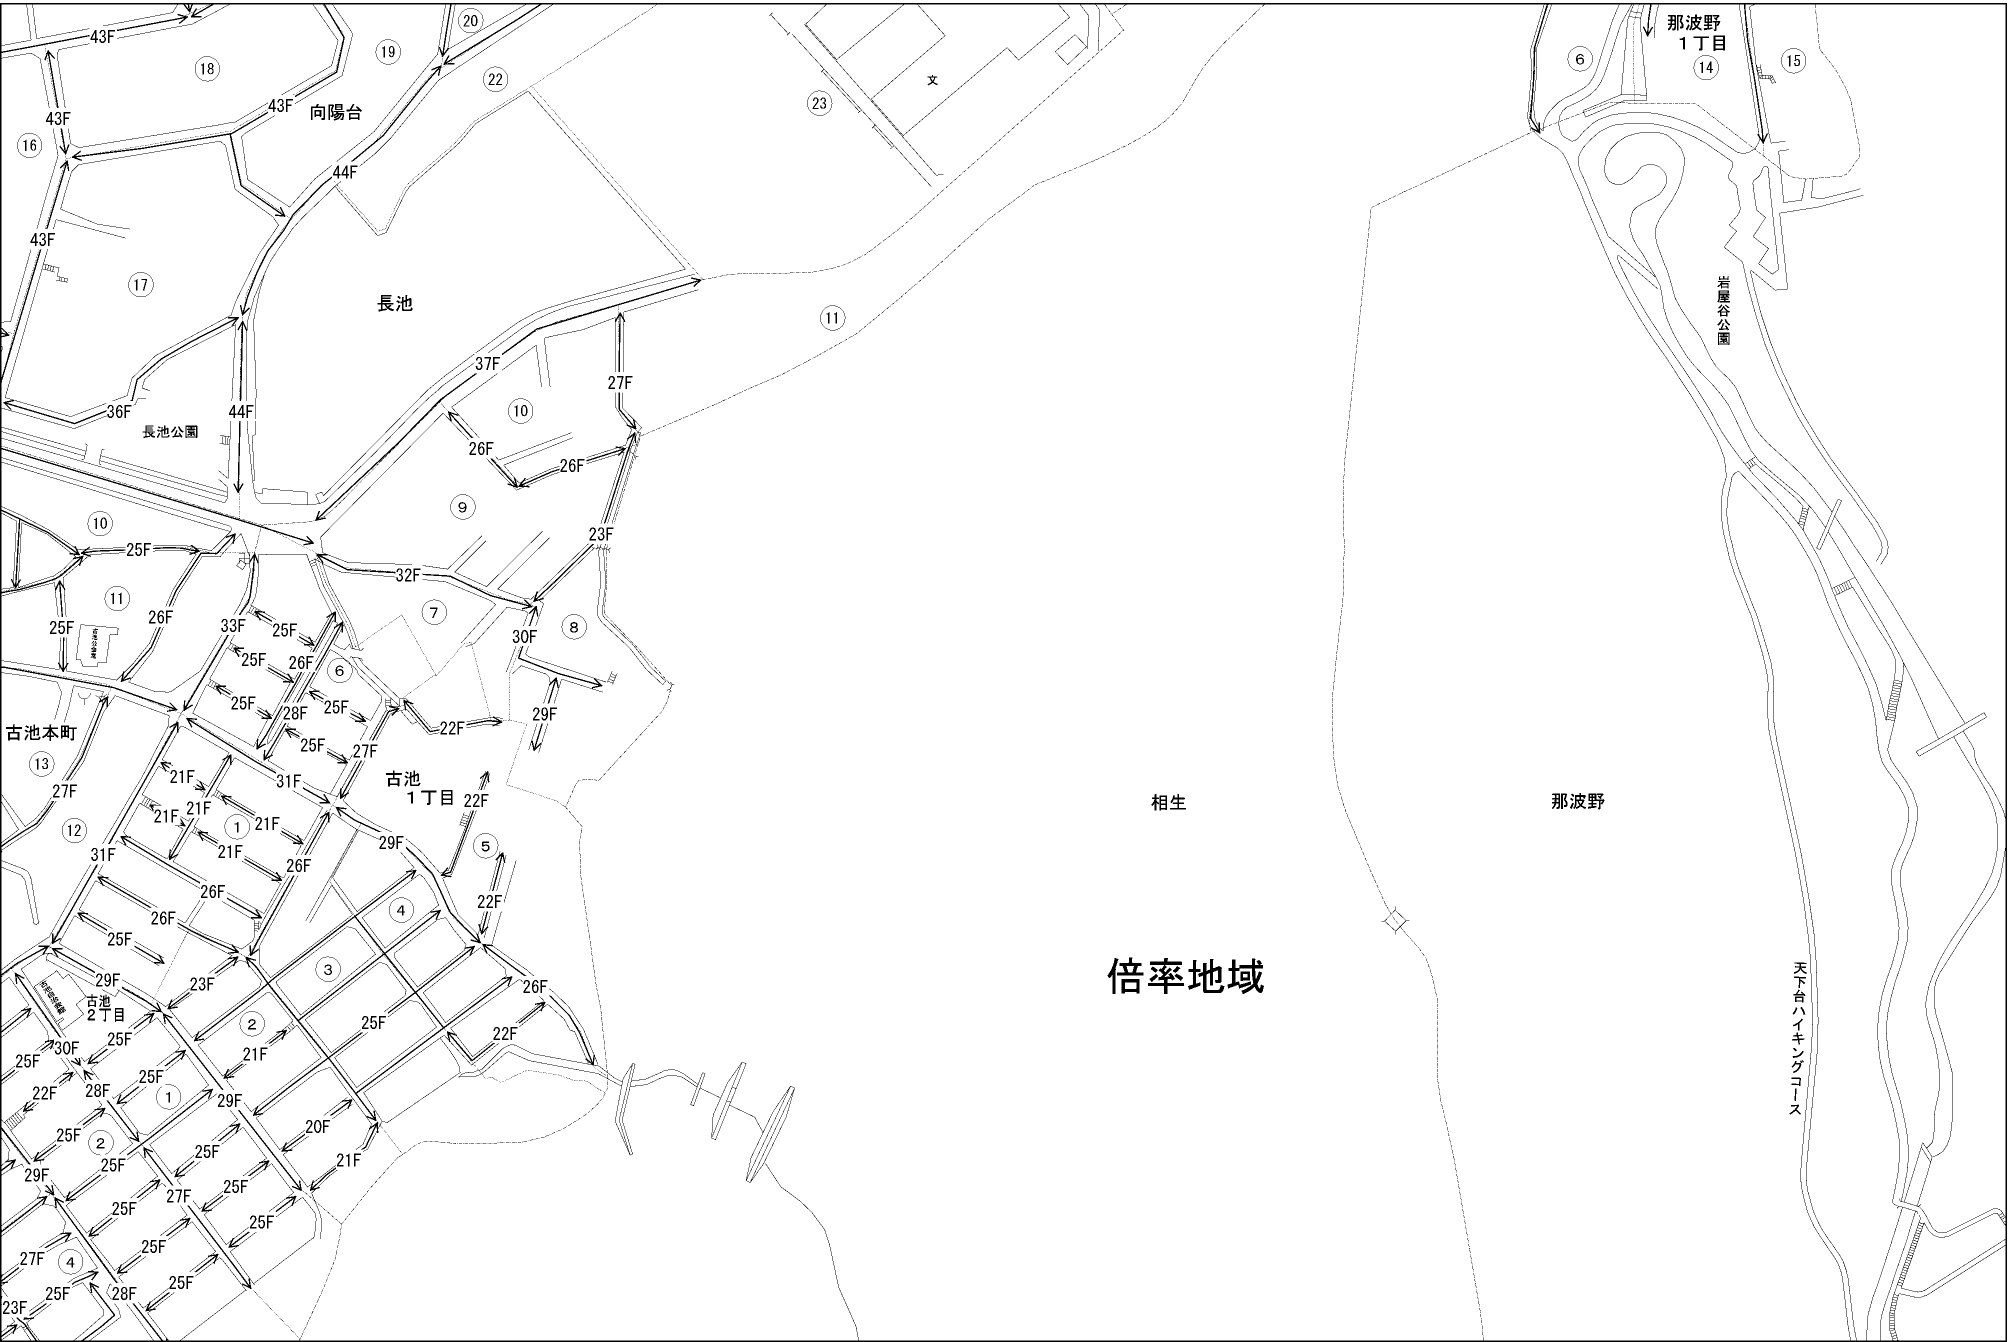 43F
18
19
20
22
23
文
那波野
1丁目
6
14
15
43F
16
43F
向陽台
44F
43F
17
長池
11
岩屋谷公園
37F
27F
36F
44F
長池公園
10
26F
26F
9
10
25F
23F
32F
11
25F
26F
33F
25F
7
8
30F
25F
26F
6
25F
28F
25F
22F
29F
25F
27F
古池本町
13
27F
21F
31F
古池
1丁目
22F
相生
那波野
21F
21F
12
1
21F
31F
21F
26F
29F
5
26F
26F
25F
22F
4
3
倍率地域
29F
23F
26F
古池
2丁目
2
25F
22F
天下台ハイキングコース
30F
25F
25F
21F
28F
25F
22F
1
29F
20F
25F
2
25F
25F
21F
29F
27F
25F
25F
25F
27F
4
25F
25F
25F
28F
23F